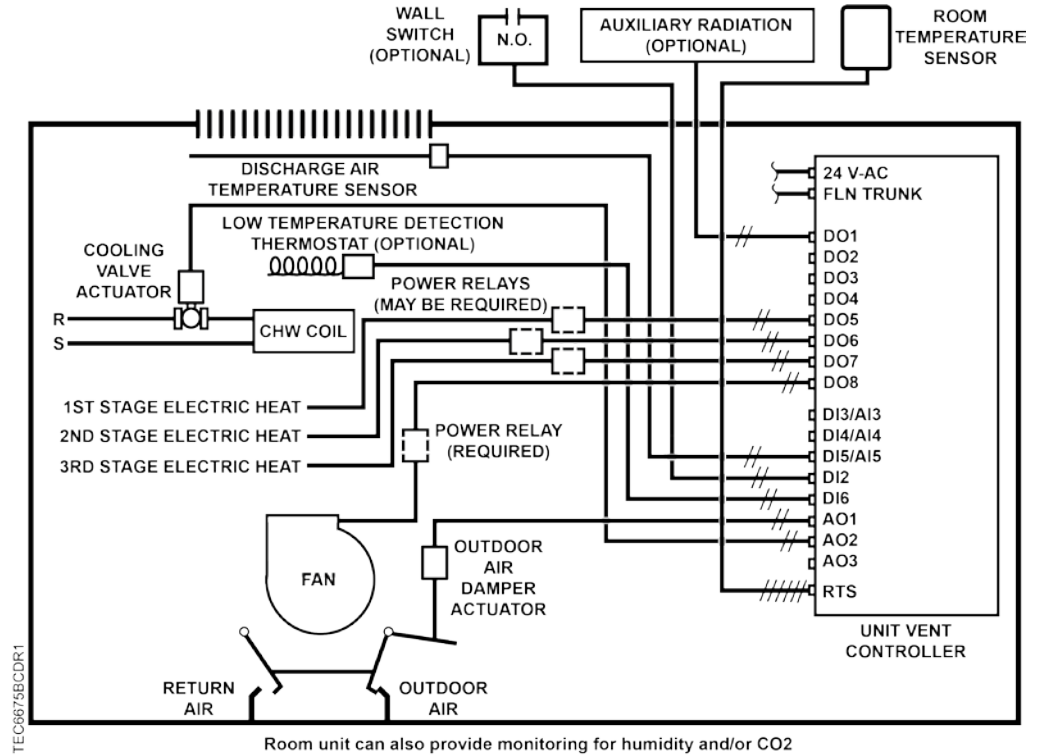 WALL
SWITCH
(OPTIONAL)
N.O.
AUXILIARY RADIATION
(OPTIONAL)
ROOM
TEMPERATURE
SENSOR
DISCHARGE AIR
TEMPERATURE SENSOR
LOW TEMPERATURE DETECTION
THERMOSTAT (OPTIONAL)
COOLING
VALVE
ACTUATOR
POWER RELAYS
(MAY BE REQUIRED)
R
S
CHW COIL
1ST STAGE ELECTRIC HEAT
2ND STAGE ELECTRIC HEAT
3RD STAGE ELECTRIC HEAT
POWER RELAY
(REQUIRED)
FAN
OUTDOOR
AIR
DAMPER
ACTUATOR
RETURN
AIR
OUTDOOR
AIR
24 V-AC
FLN TRUNK
DO1
DO2
DO3
DO4
DO5
DO6
DO7
DO8
DI3/AI3
DI4/AI4
DI5/AI5
DI2
DI6
AO1
AO2
AO3
RTS
UNIT VENT
CONTROLLER
TEC6675BCDR1
Room unit can also provide monitoring for humidity and/or CO2